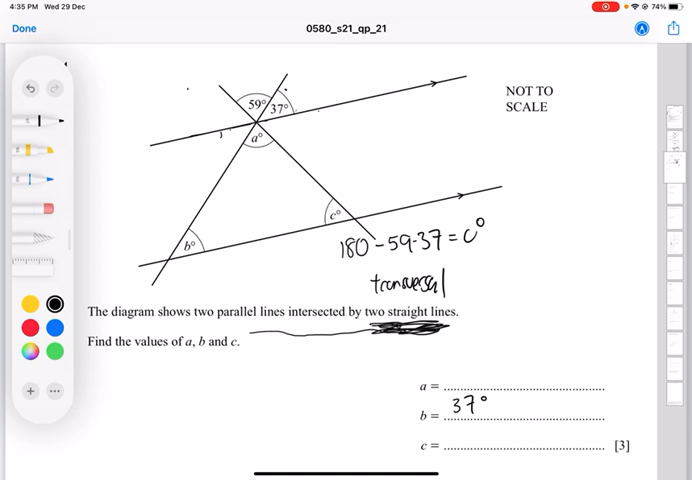 4:35 PM Wed 29 Dec
74%
Done
0580_s21_qp_21
59° 37°
NOT TO
SCALE
a°
c°
b°
180-59-37=c°
transversal
The diagram shows two parallel lines intersected by two straight lines.
Find the values of a, b and c.
a = ......................................................
b = 37°
c = ...................................................... [3]